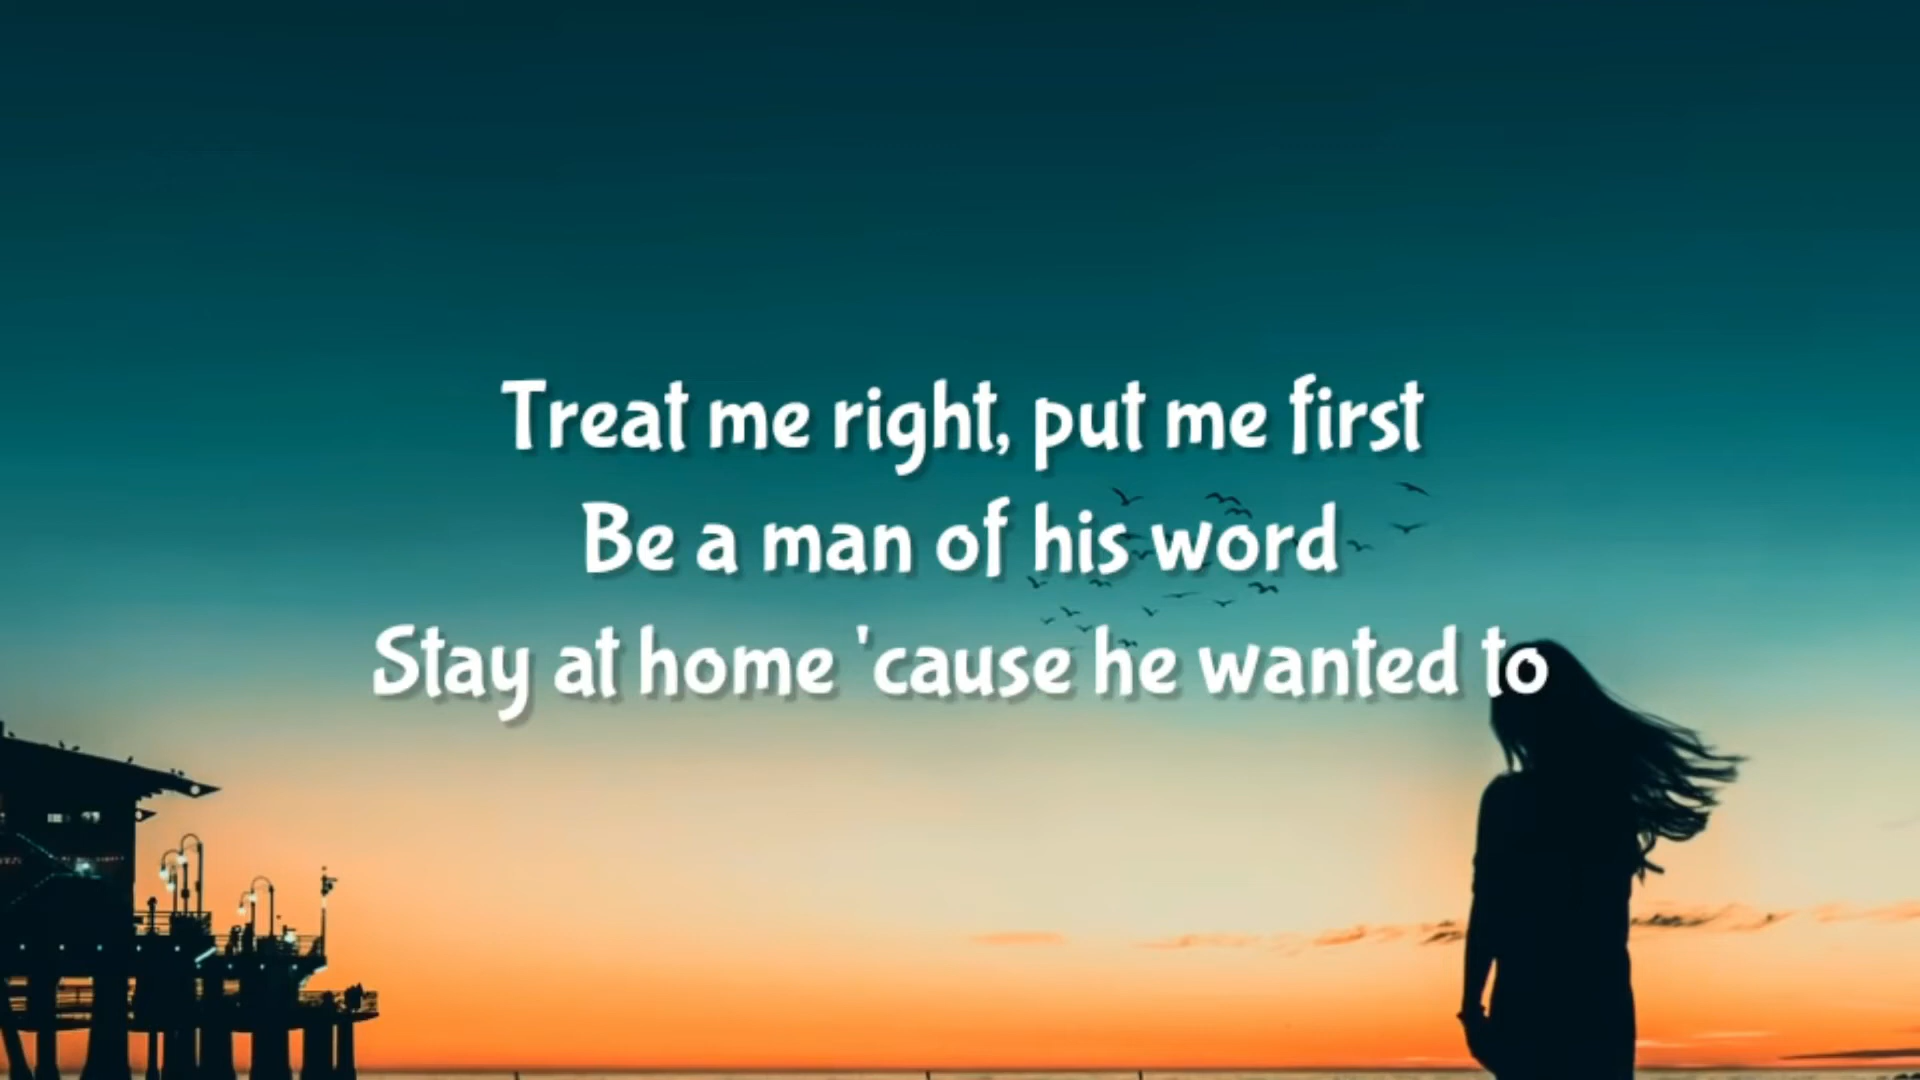 Treat me right, put me first
Be a man of his word
Stay at home 'cause he wanted to